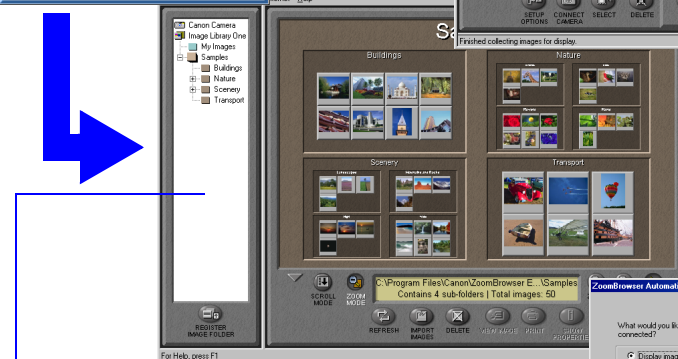 SETUP OPTIONS
CONNECT CAMERA
SELECT
DELETE
Finished collecting images for display.
Canon Camera
Image Library One
My Images
Samples
Buildings
Nature
Scenery
Transport
Buildings
Nature
Scenery
Transport
SCROLL MODE
ZOOM MODE
C:\Program Files\Canon\ZoomBrowser E...\Samples
Contains 4 sub-folders | Total images: 50
REFRESH
IMPORT IMAGES
DELETE
VIEW IMAGE
PRINT
SHOW
REGISTER
IMAGE FOLDER
For Help, press F1
ZoomBrowser
What would you
connected?
Display